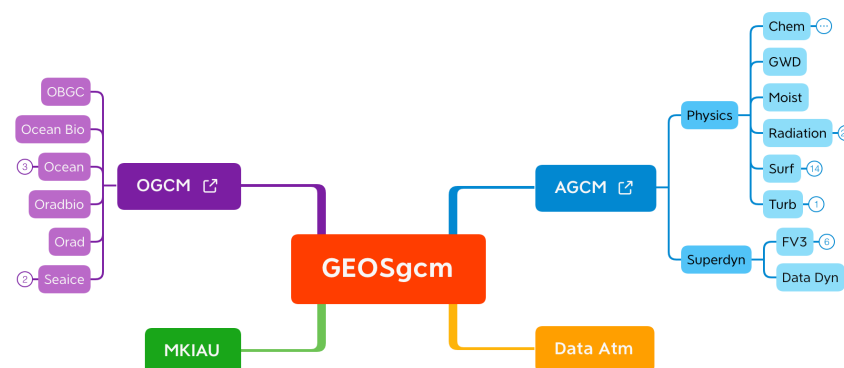 GEOSgcm
OGCM
OBGC
Ocean Bio
3
Ocean
Oradbio
Orad
2
Seaice
MKIAU
AGCM
Physics
Chem
...
GWD
Moist
Radiation
Surf
14
Turb
1
Superdyn
FV3
6
Data Dyn
Data Atm